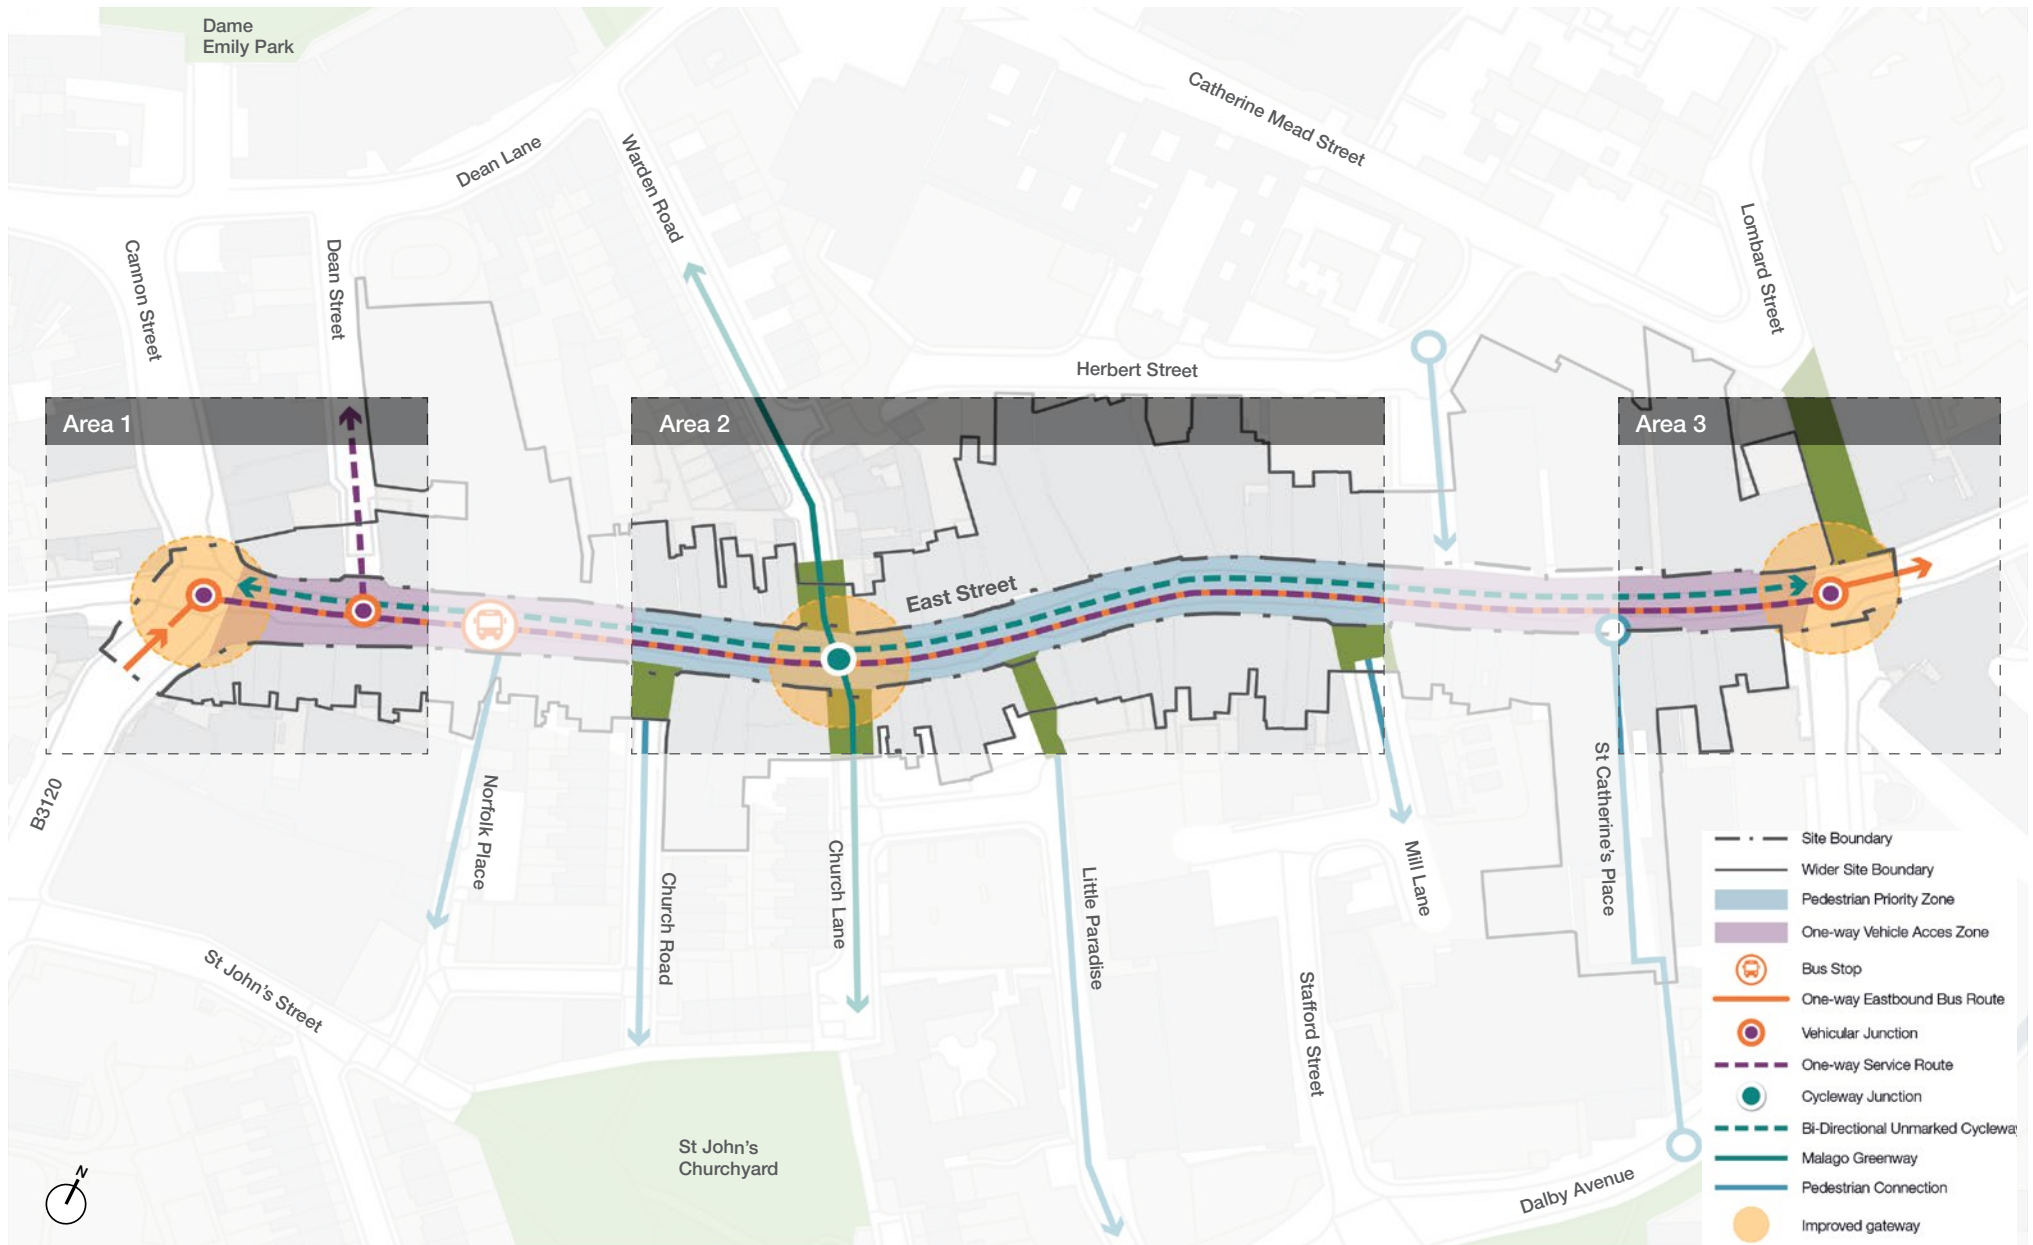 Dame
Emily Park
Catherine Mead Street
Dean Lane
Warden Road
Lombard Street
Cannon Street
Dean Street
Herbert Street
Area 1
Area 2
Area 3
East Street
B3120
Norfolk Place
Church Road
Church Lane
Little Paradise
Mill Lane
St Catherine's Place
St John's Street
Stafford Street
St John's
Churchyard
Dalby Avenue
N
Site Boundary
Wider Site Boundary
Pedestrian Priority Zone
One-way Vehicle Acces Zone
Bus Stop
One-way Eastbound Bus Route
Vehicular Junction
One-way Service Route
Cycleway Junction
Bi-Directional Unmarked Cycleway
Malago Greenway
Pedestrian Connection
Improved gateway